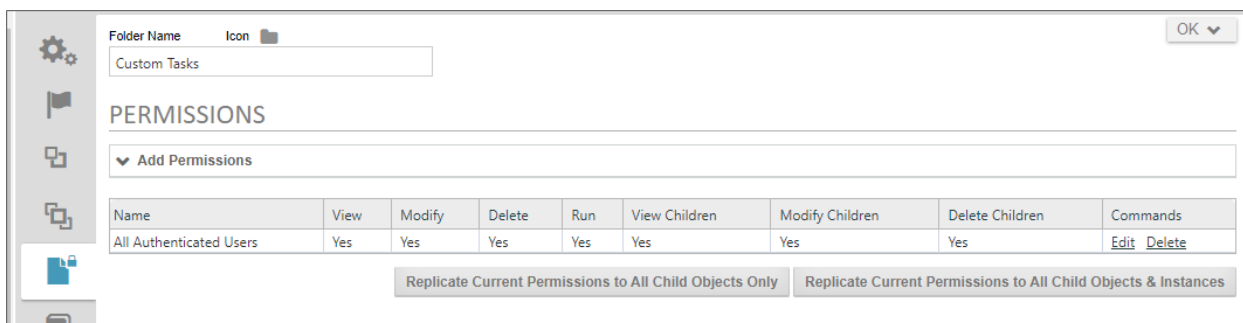 OK
Folder Name Icon
Custom Tasks
PERMISSIONS
Add Permissions
Name View Modify Delete Run View Children Modify Children Delete Children Commands
All Authenticated Users Yes Yes Yes Yes Yes Yes Yes Edit Delete
Replicate Current Permissions to All Child Objects Only Replicate Current Permissions to All Child Objects & Instances